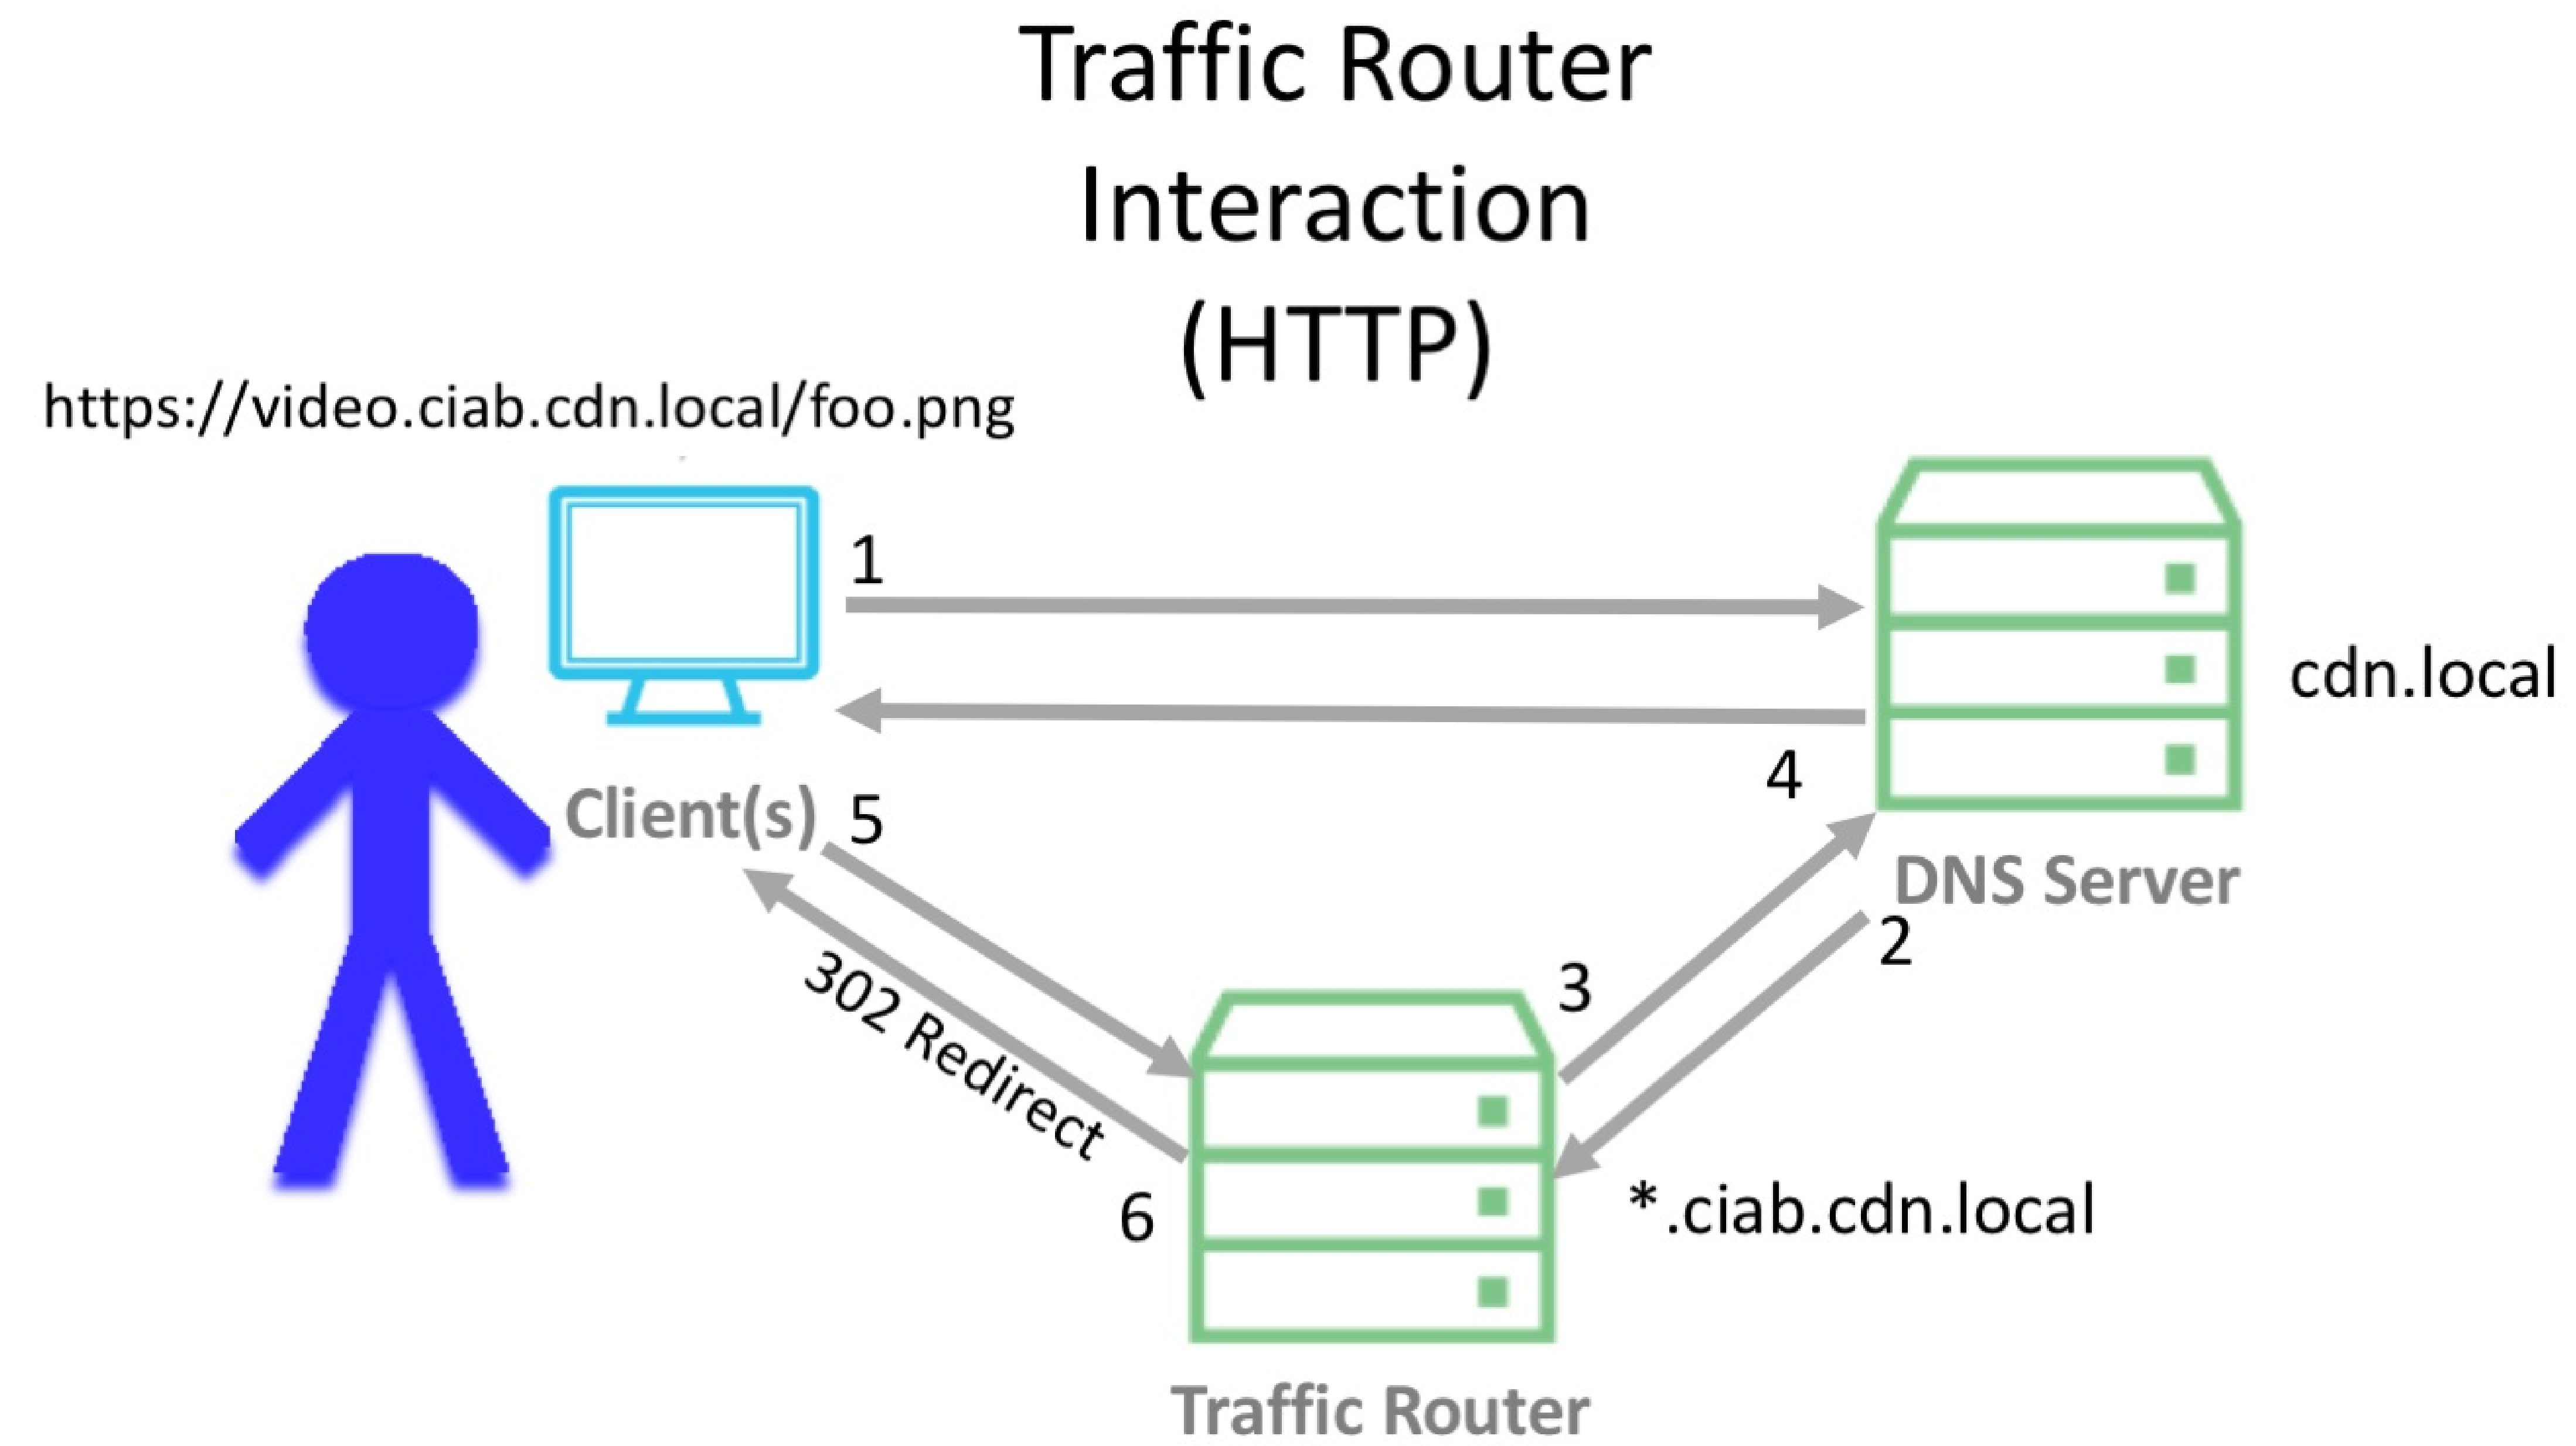 Traffic Router
Interaction
(HTTP)
https://video.ciab.cdn.local/foo.png
1
cdn.local
4
Client(s)
5
DNS Server
2
3
302 Redirect
6
*.ciab.cdn.local
Traffic Router